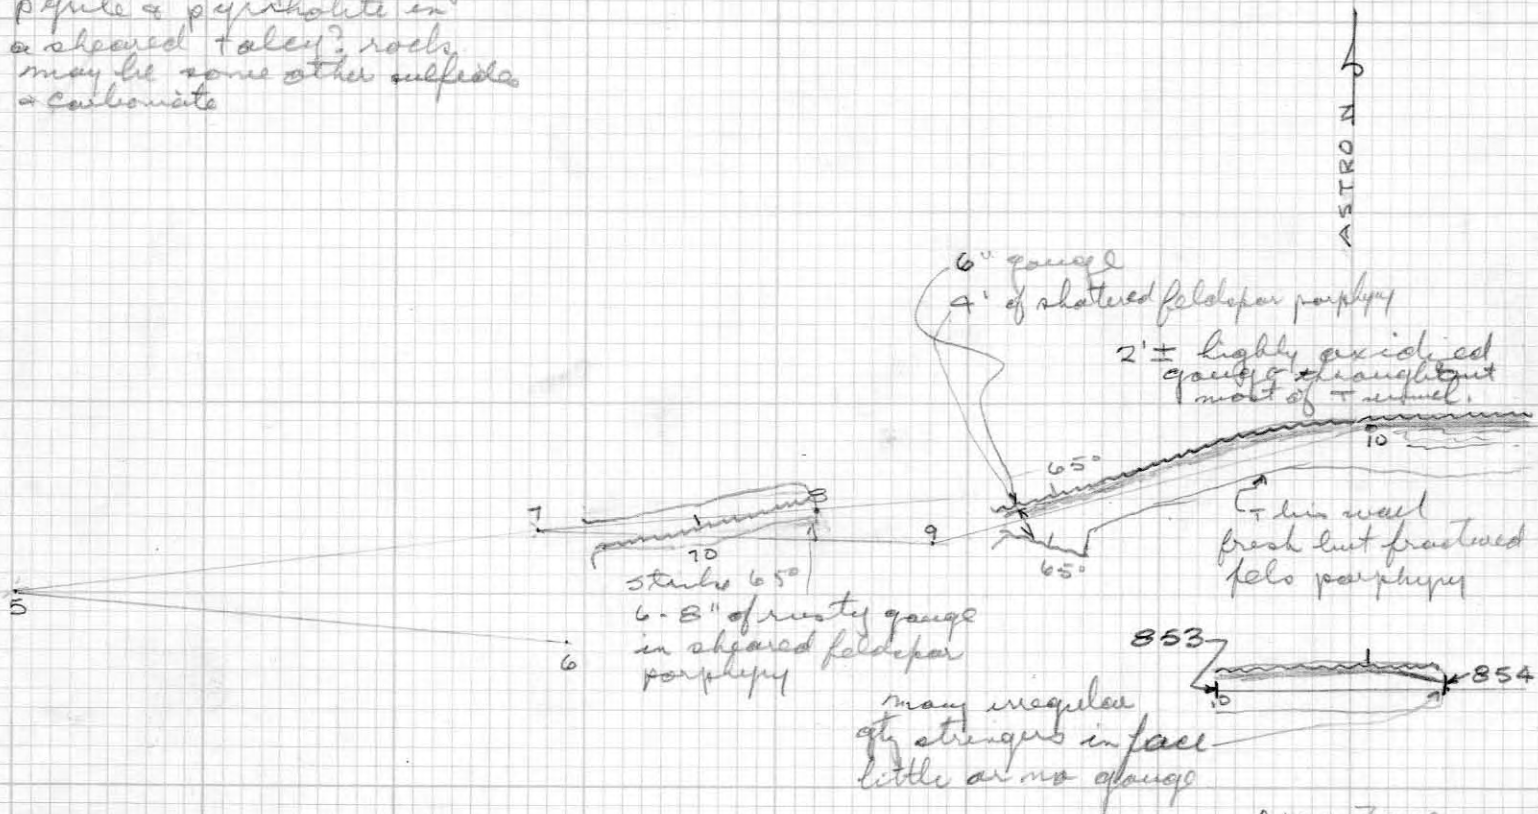 pyrite & pyrrhotite in
a sheared talcy? rock
may be some other sulfides
& carbonate
ASTRON N
6" gouge
4' of shattered feldspar porphyry
2'± highly oxidized
gouge throughout
most of Tunnel.
65°
10
8
7
9
70
65°
This wall
fresh but fractured
fels porphyry
5
strike 65°
6-8" of rusty gouge
in sheared feldspar
porphyry
6
853
854
10
many irregular
qtz stringers in face
little or no gouge